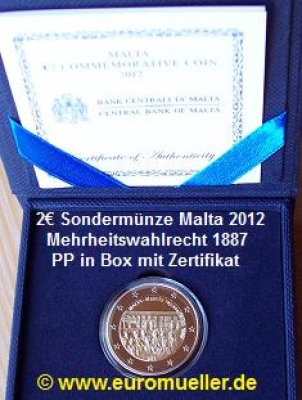 MALTA
€2 COMMEMORATIVE COIN
2012
BANK ĊENTRALI TA' MALTA
CENTRAL BANK OF MALTA
Certificate of Authenticity
2€ Sondermünze Malta 2012
Mehrheitswahlrecht 1887
PP in Box mit Zertifikat
© www.euromueller.de